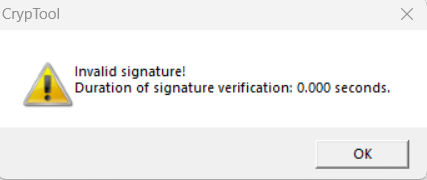 CrypTool
Invalid signature!
Duration of signature verification: 0.000 seconds.
OK